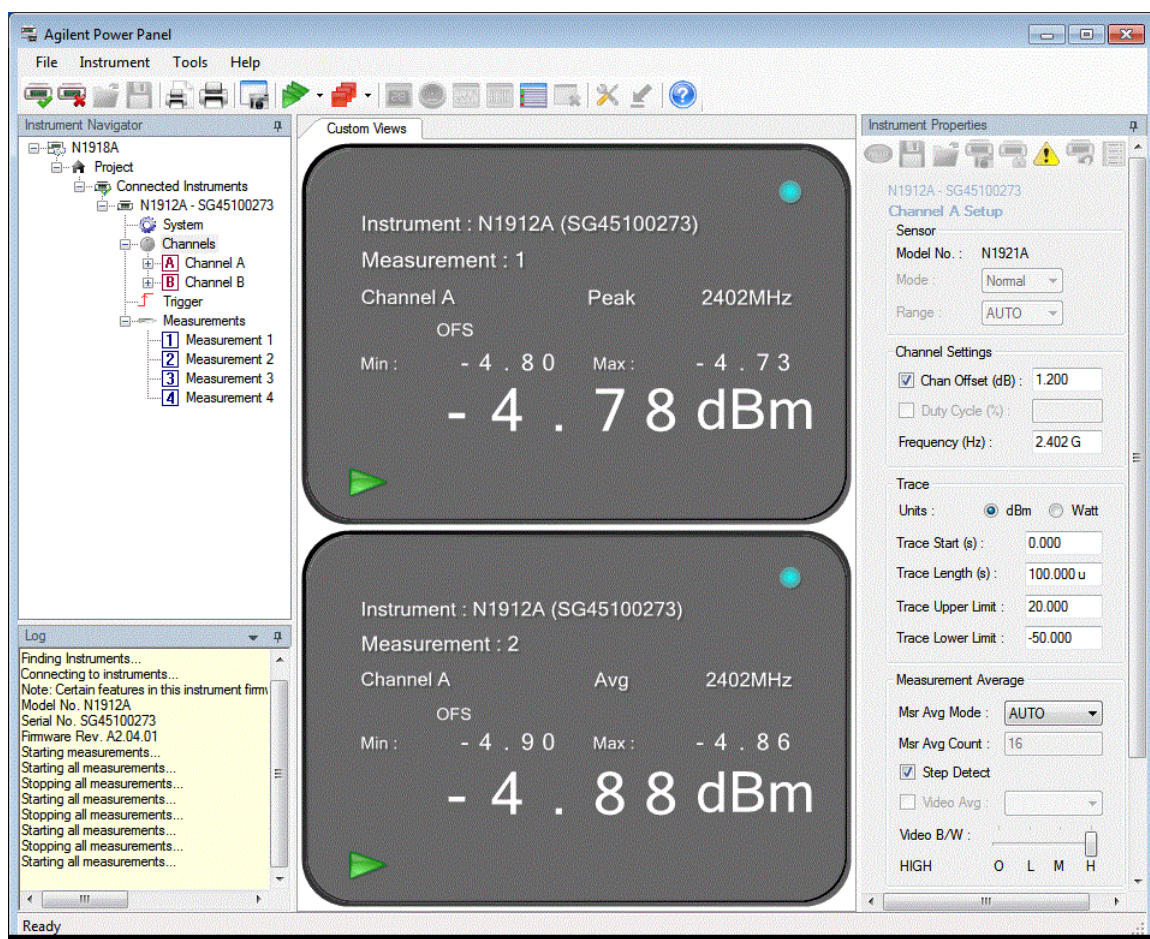 Agilent Power Panel
File Instrument Tools Help
Instrument Navigator
N1918A
Project
Connected Instruments
N1912A - SG45100273
System
Channels
A Channel A
B Channel B
Trigger
Measurements
1 Measurement 1
2 Measurement 2
3 Measurement 3
4 Measurement 4
Log
Finding Instruments...
Connecting to instruments...
Note: Certain features in this instrument firmv
Model No. N1912A
Serial No. SG45100273
Firmware Rev. A2.04.01
Starting measurements...
Starting all measurements...
Stopping all measurements...
Starting all measurements...
Stopping all measurements...
Starting all measurements...
Stopping all measurements...
Starting all measurements...
Ready
Custom Views
Instrument : N1912A (SG45100273)
Measurement : 1
Channel A Peak 2402MHz
OFS
Min : -4.80 Max : -4.73
-4.78 dBm
Instrument : N1912A (SG45100273)
Measurement : 2
Channel A Avg 2402MHz
OFS
Min : -4.90 Max : -4.86
-4.88 dBm
Instrument Properties
N1912A - SG45100273
Channel A Setup
Sensor
Model No. : N1921A
Mode : Normal
Range : AUTO
Channel Settings
Chan Offset (dB) : 1.200
Duty Cycle (%) :
Frequency (Hz) : 2.402 G
Trace
Units : dBm Watt
Trace Start (s) : 0.000
Trace Length (s) : 100.000 u
Trace Upper Limit : 20.000
Trace Lower Limit : -50.000
Measurement Average
Msr Avg Mode : AUTO
Msr Avg Count : 16
Step Detect
Video Avg :
Video B/W :
HIGH O L M H